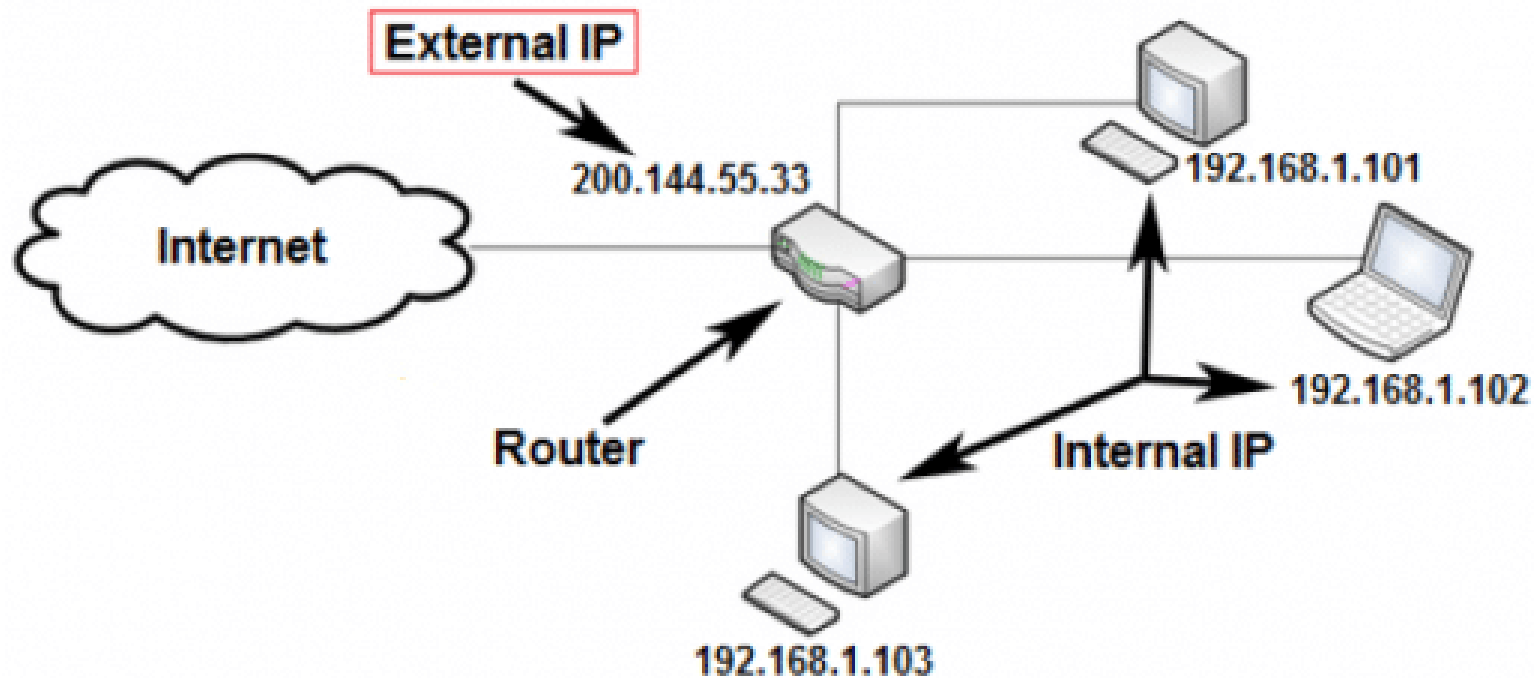 External IP
200.144.55.33
192.168.1.101
Internet
192.168.1.102
Router
Internal IP
192.168.1.103